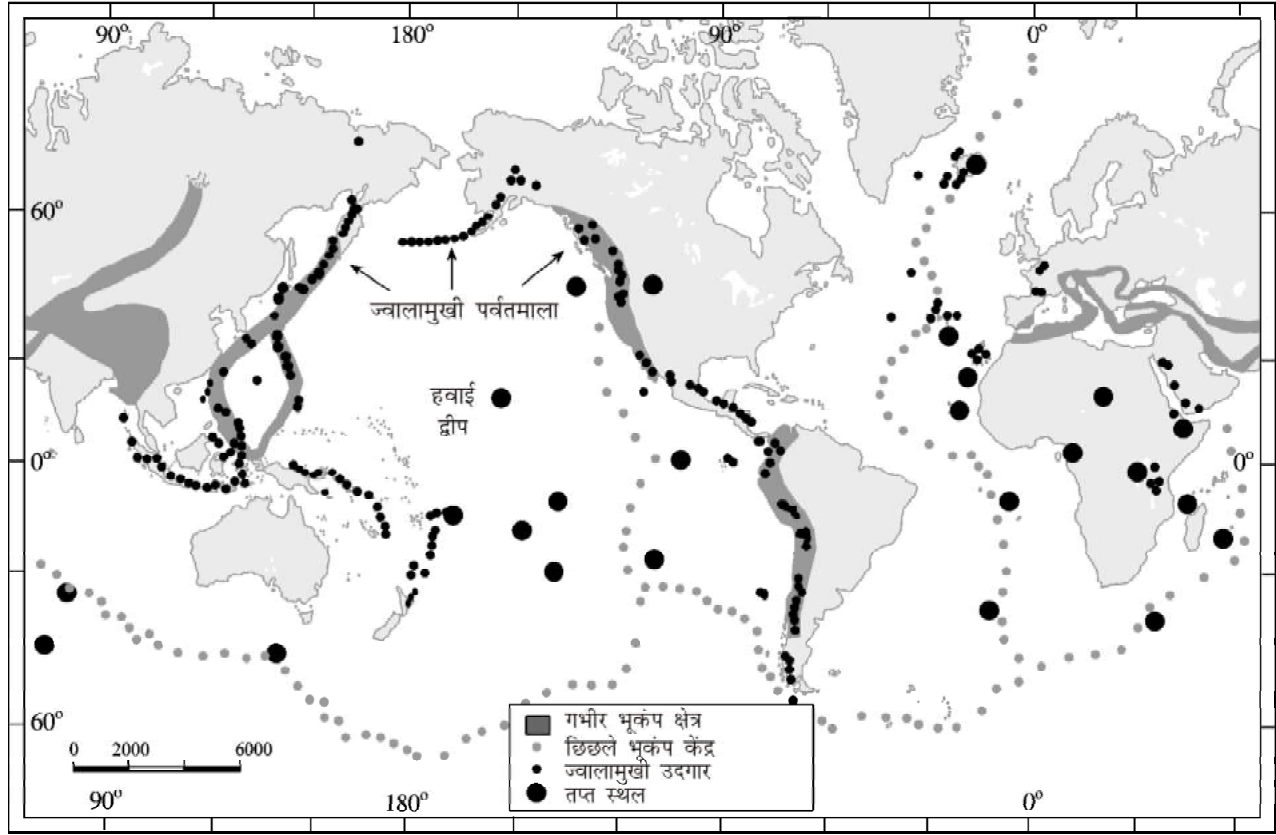 90° 180° 90° 0°
60°
ज्वालामुखी पर्वतमाला
हवाई
द्वीप
0° 0°
60°
0 2000 6000
गभीर भूकंप क्षेत्र
छिछले भूकंप केंद्र
ज्वालामुखी उदगार
तप्त स्थल
90° 180° 0°